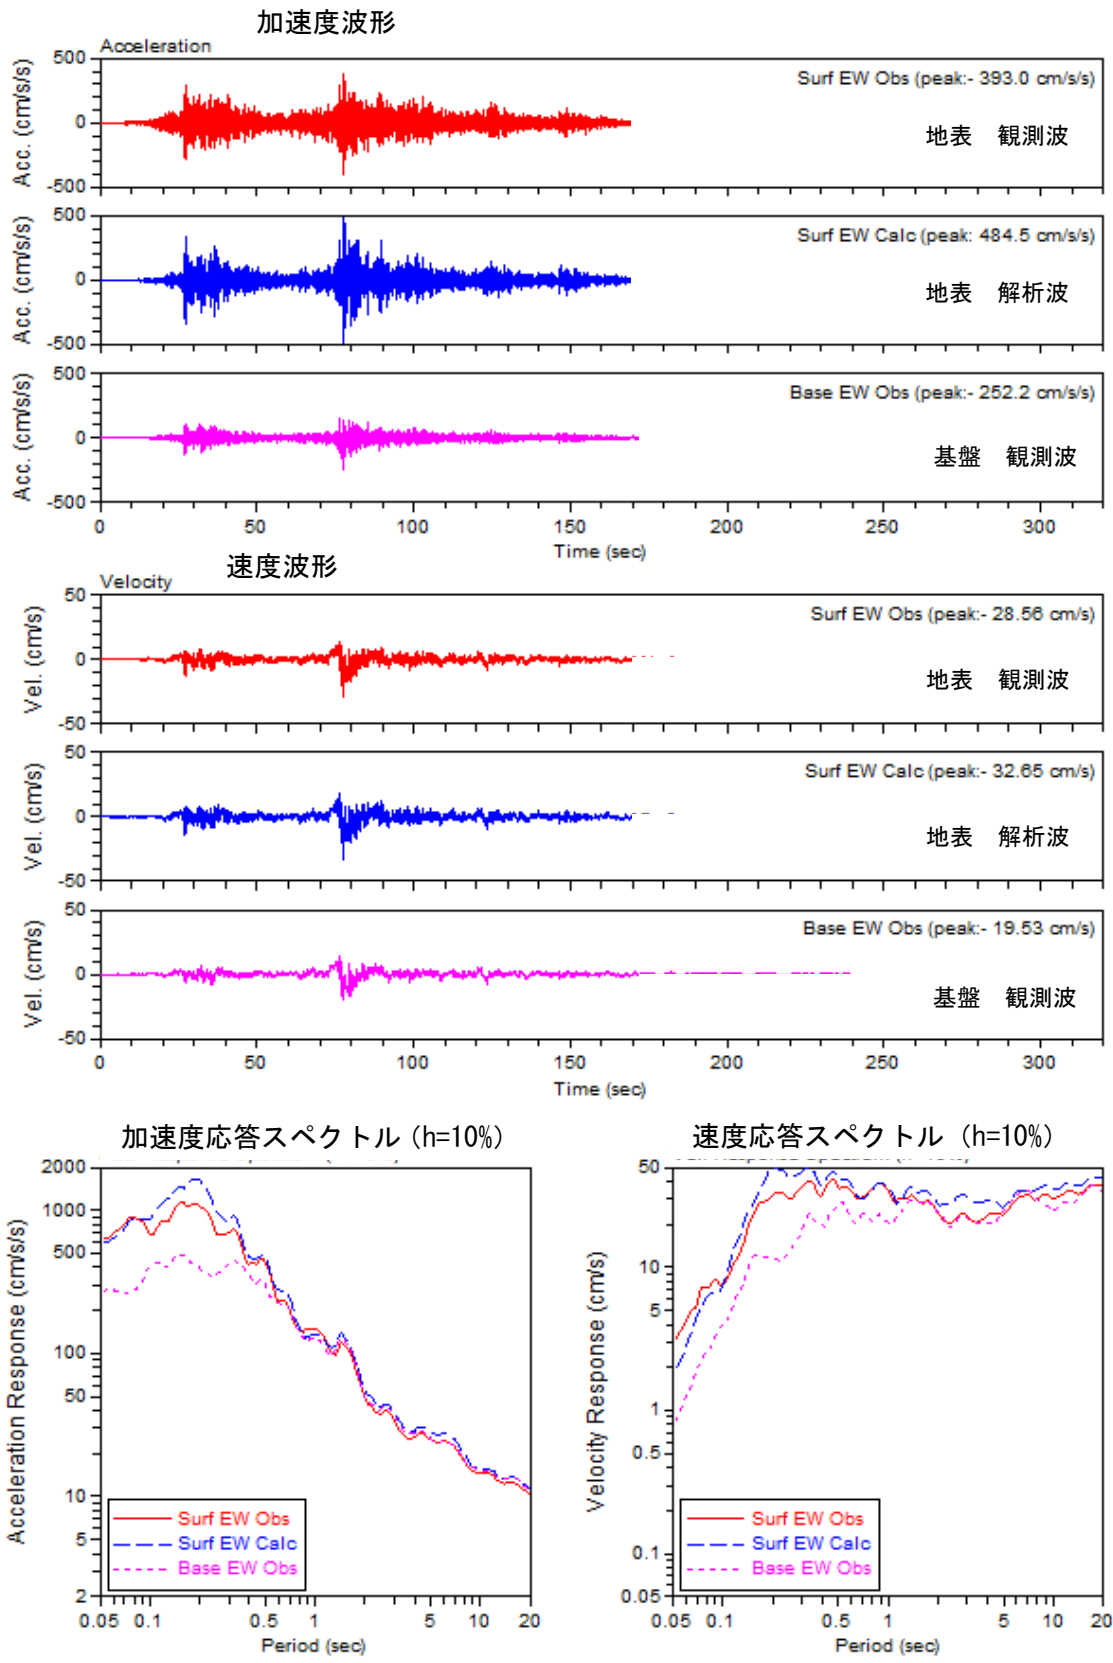 加速度波形
Acceleration
Acc. (cm/s/s)
500
0
-500
Surf EW Obs (peak:- 393.0 cm/s/s)
地表 観測波
Acc. (cm/s/s)
500
0
-500
Surf EW Calc (peak: 484.5 cm/s/s)
地表 解析波
Acc. (cm/s/s)
500
0
-500
Base EW Obs (peak:- 252.2 cm/s/s)
基盤 観測波
0 50 100 150 200 250 300
Time (sec)
速度波形
Velocity
Vel. (cm/s)
50
0
-50
Surf EW Obs (peak:- 28.56 cm/s)
地表 観測波
Vel. (cm/s)
50
0
-50
Surf EW Calc (peak:- 32.65 cm/s)
地表 解析波
Vel. (cm/s)
50
0
-50
Base EW Obs (peak:- 19.53 cm/s)
基盤 観測波
0 50 100 150 200 250 300
Time (sec)
加速度応答スペクトル (h=10%)
Acceleration Response (cm/s/s)
2000
1000
500
100
50
10
5
2
Surf EW Obs
Surf EW Calc
Base EW Obs
0.05 0.1 0.5 1 5 10 20
Period (sec)
速度応答スペクトル (h=10%)
Velocity Response (cm/s)
50
10
5
1
0.5
0.1
0.05
Surf EW Obs
Surf EW Calc
Base EW Obs
0.05 0.1 0.5 1 5 10 20
Period (sec)